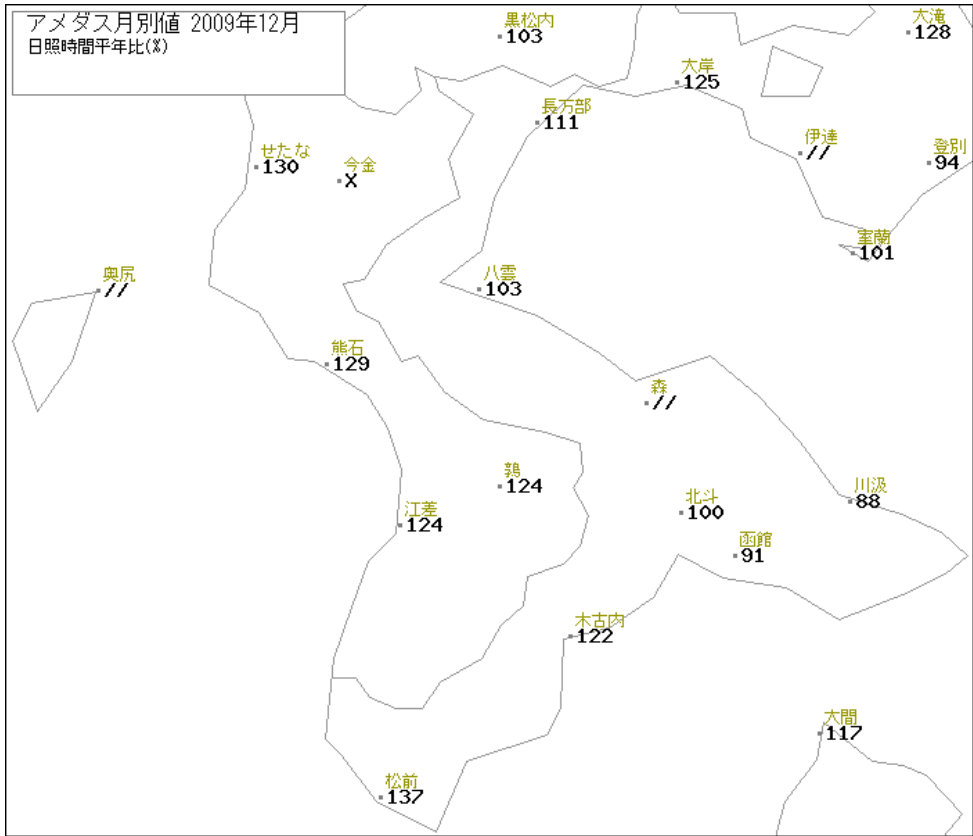 アメダス月別値 2009年12月
日照時間平年比(%)
黒松内
103
大滝
128
大岸
125
長万部
111
伊達
//
登別
94
せたな
130
今金
X
室蘭
101
奥尻
//
八雲
103
熊石
129
森
//
鶉
124
川汲
88
江差
124
北斗
100
函館
91
木古内
122
大間
117
松前
137